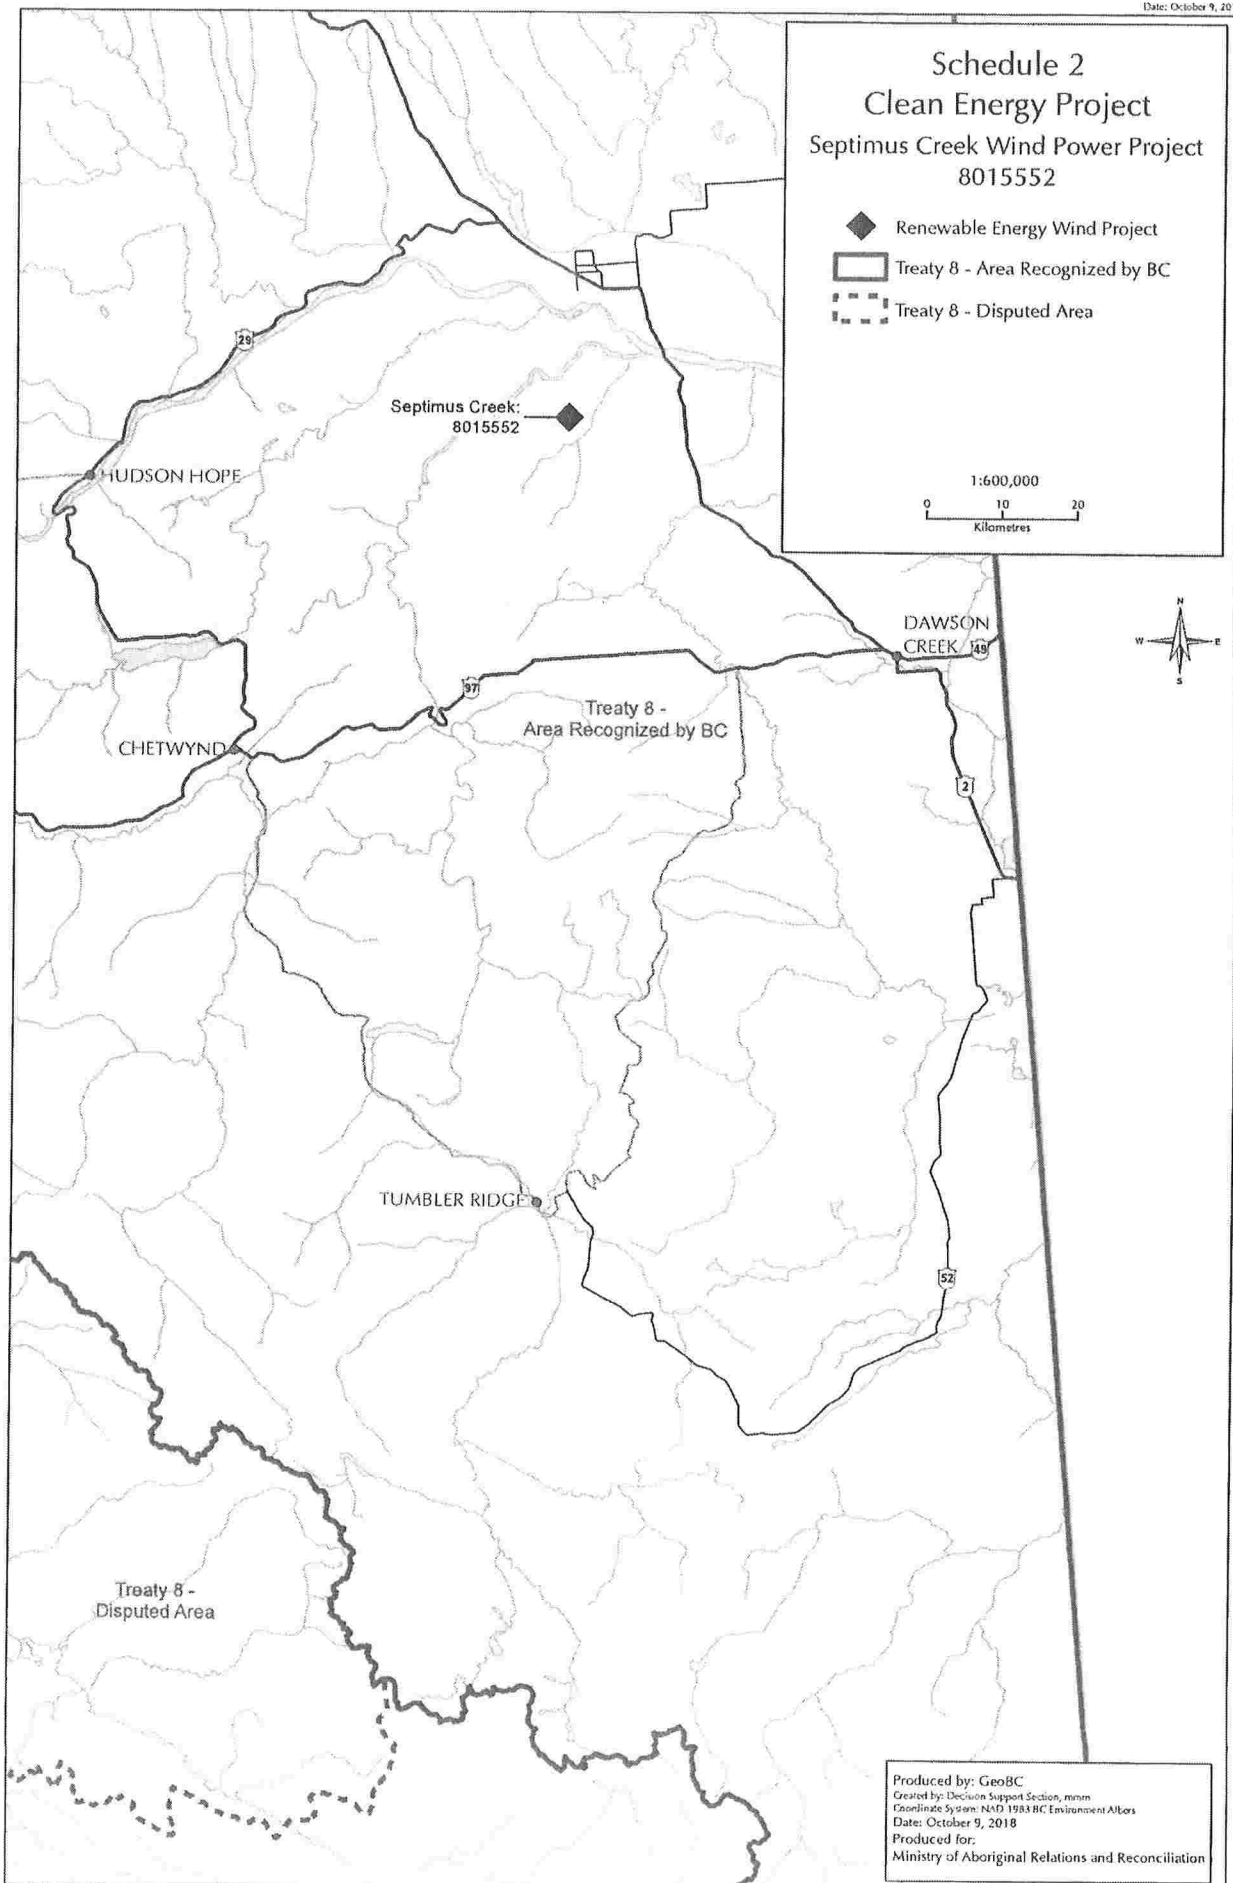 Date: October 9, 20
Schedule 2
Clean Energy Project
Septimus Creek Wind Power Project
8015552
Renewable Energy Wind Project
Treaty 8 - Area Recognized by BC
Treaty 8 - Disputed Area
1:600,000
0 10 20
Kilometres
29
Septimus Creek:
8015552
HUDSON HOPE
N
W E
S
DAWSON
CREEK
49
97
Treaty 8 -
Area Recognized by BC
CHETWYND
2
TUMBLER RIDGE
52
Treaty 8 -
Disputed Area
Produced by: GeoBC
Created by: Decision Support Section, mmm
Coordinate System: NAD 1983 BC Environment Albers
Date: October 9, 2018
Produced for:
Ministry of Aboriginal Relations and Reconciliation